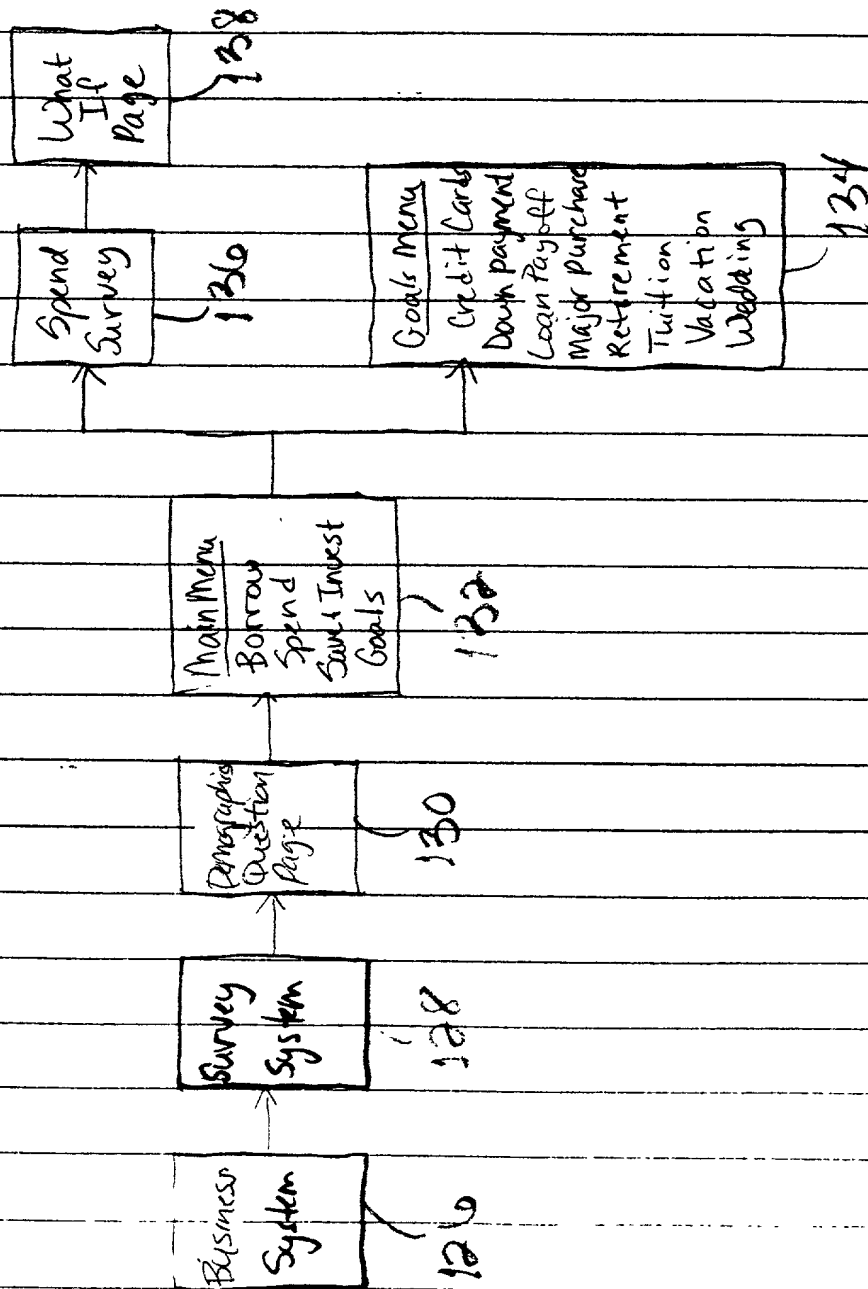 Business
System
126
Survey
System
128
Demographic
Question
Page
130
Main Menu
Borrow
Spend
Save & Invest
Goals
132
Spend
Survey
136
What
If
Page
138
Goals Menu
Credit Cards
Down payment
Loan Payoff
Major Purchase
Retirement
Tuition
Vacation
Wedding
134